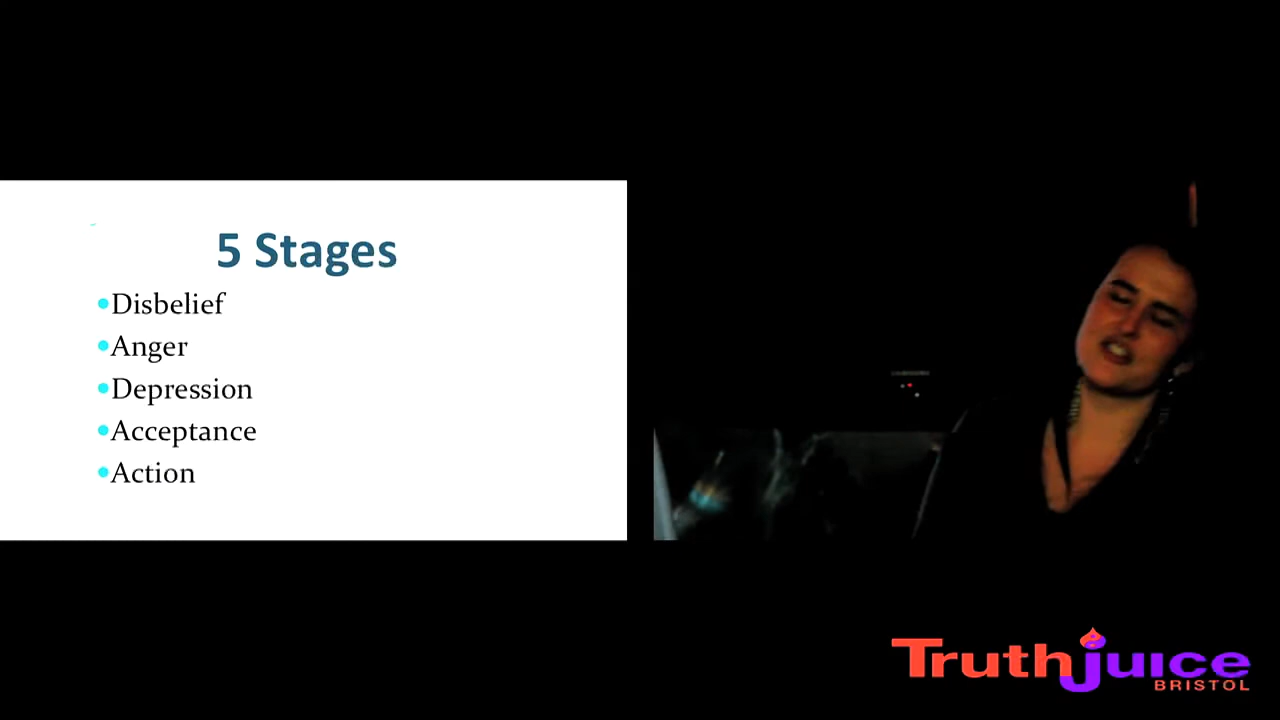 5 Stages
•Disbelief
•Anger
•Depression
•Acceptance
•Action
Truthjuice
BRISTOL